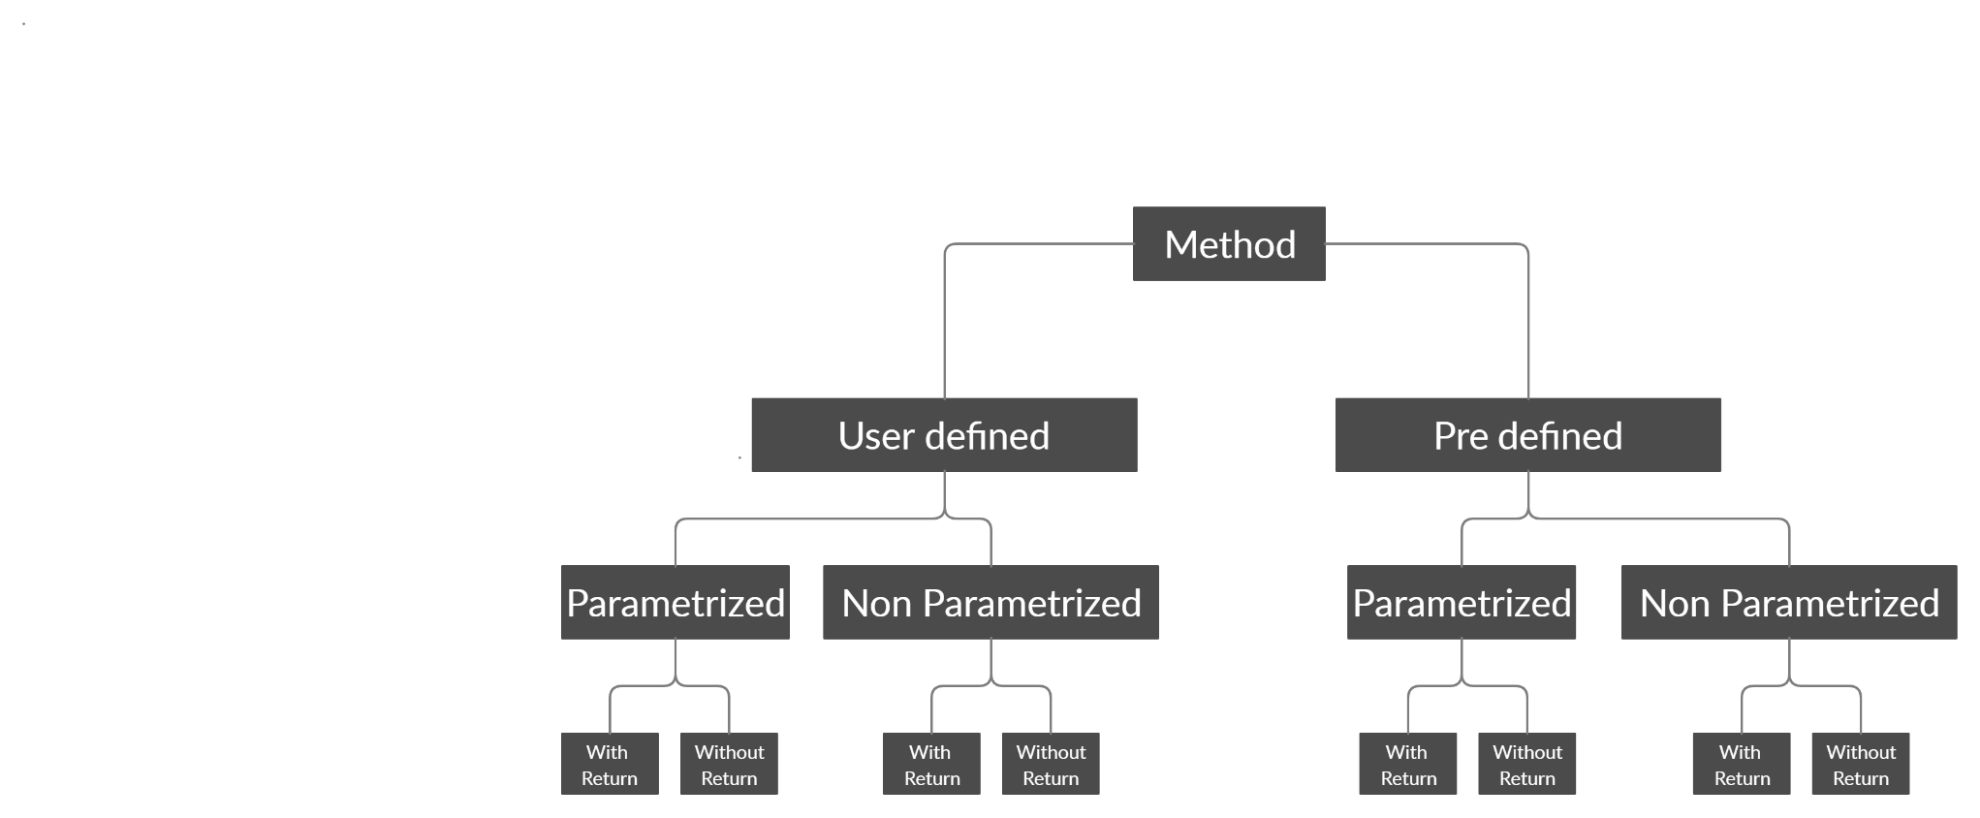 Method
User defined
Pre defined
Parametrized
Non Parametrized
Parametrized
Non Parametrized
With
Return
Without
Return
With
Return
Without
Return
With
Return
Without
Return
With
Return
Without
Return